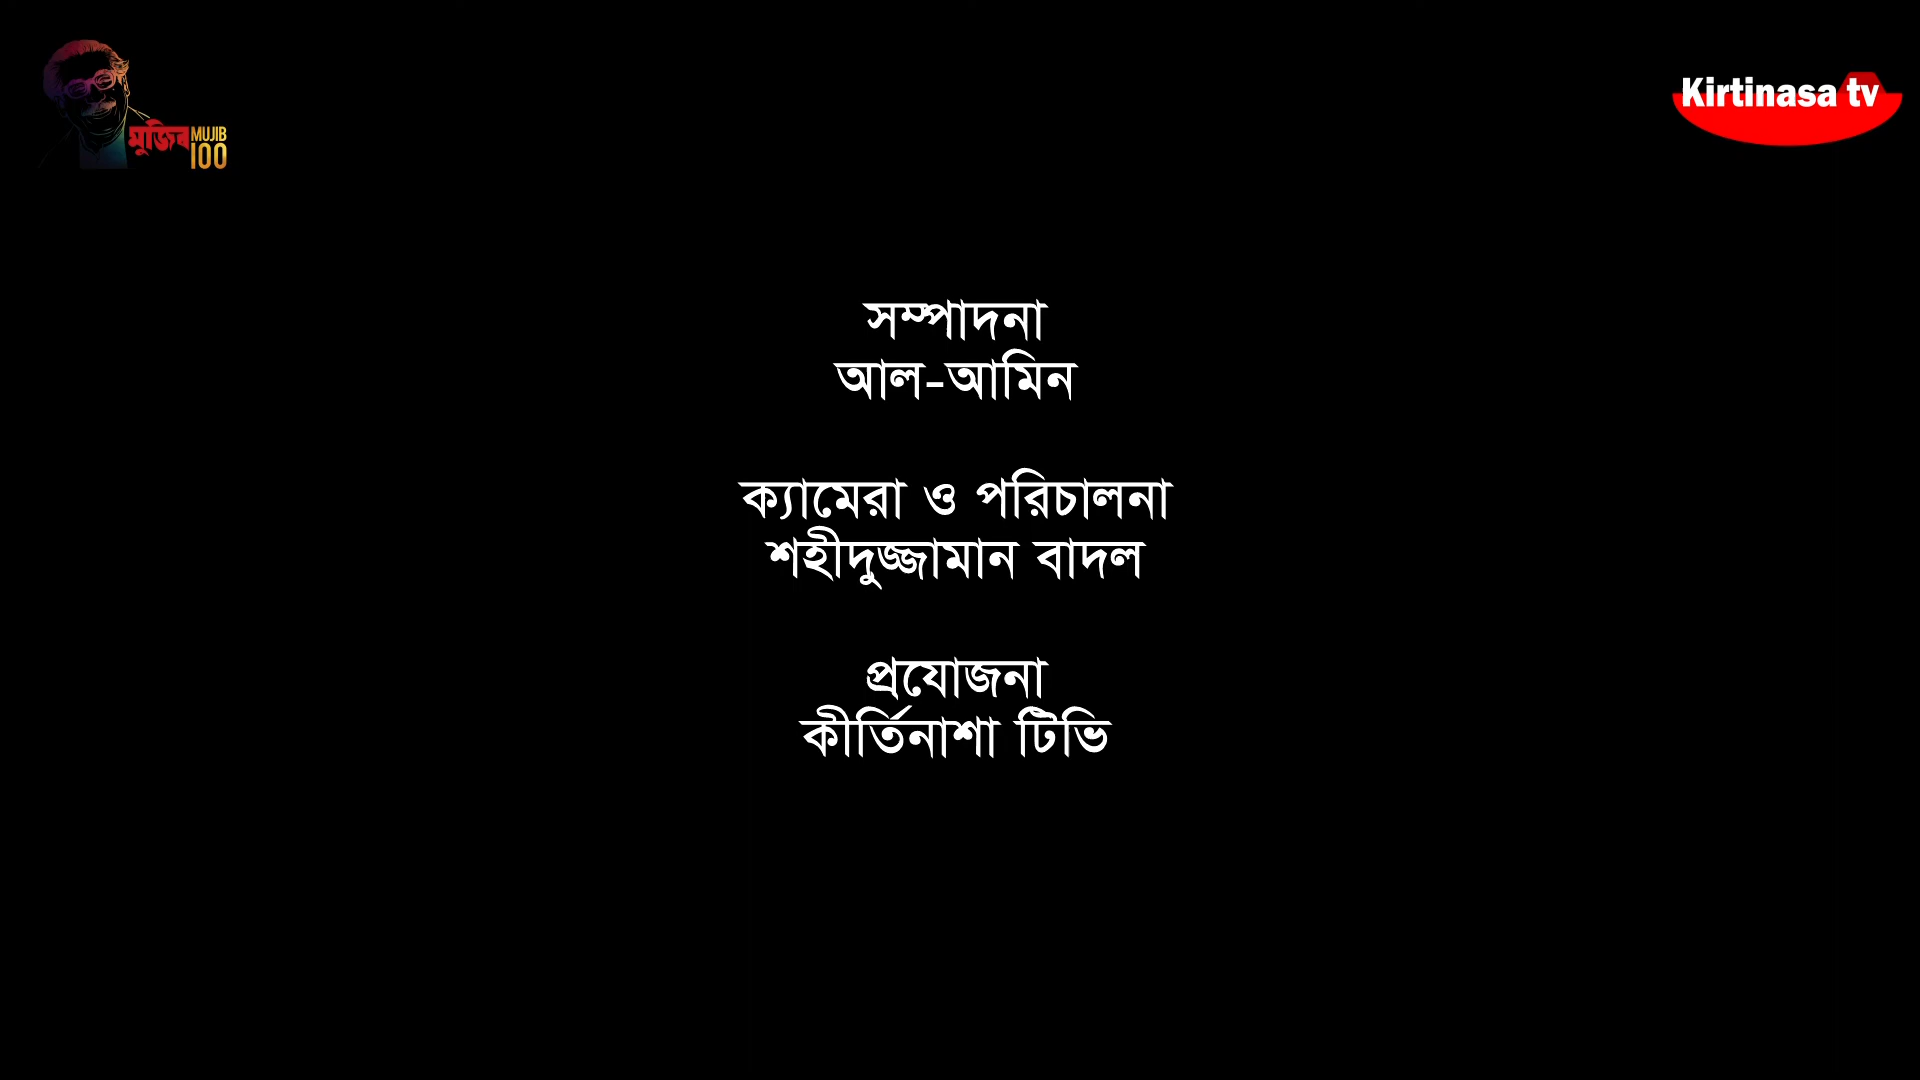 মুজিব MUJIB
100
Kirtinasa tv
সম্পাদনা
আল-আমিন
ক্যামেরা ও পরিচালনা
শহীদুজ্জামান বাদল
প্রযোজনা
কীর্তিনাশা টিভি